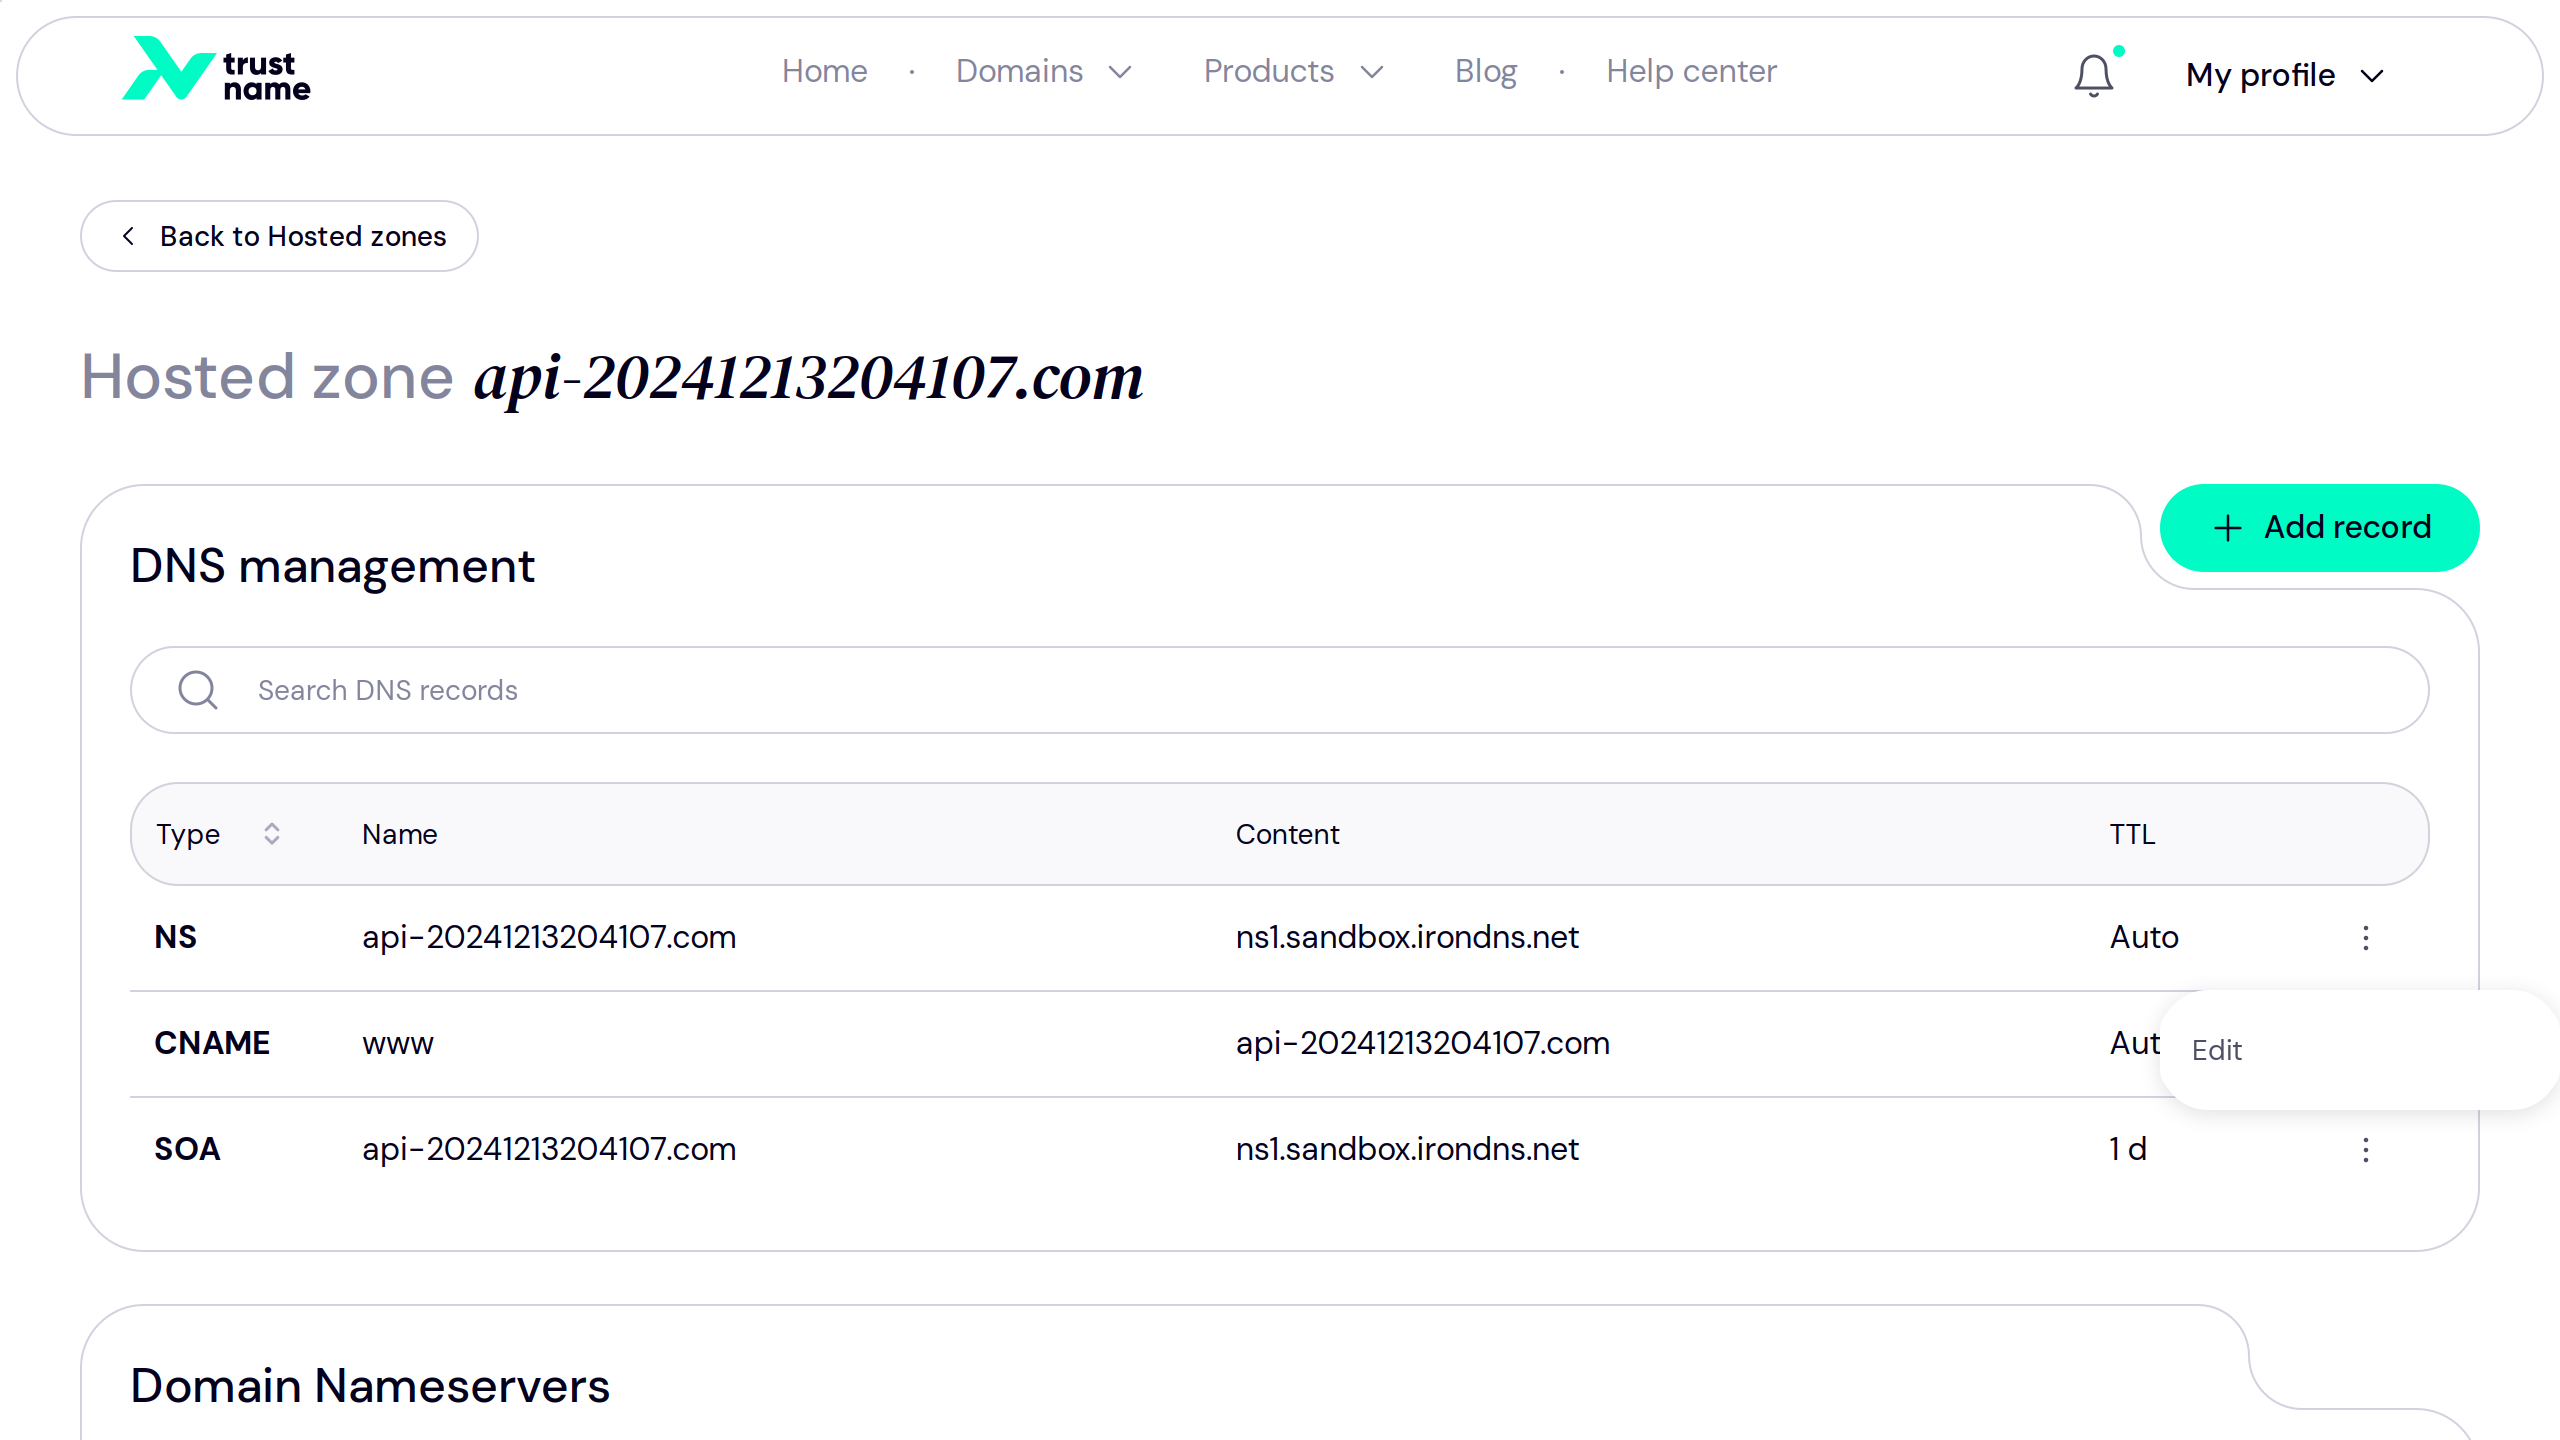 trust
name
Home · Domains Products Blog · Help center
My profile
Back to Hosted zones
Hosted zone api-20241213204107.com
Add record
DNS management
Search DNS records
Type Name Content TTL
NS api-20241213204107.com ns1.sandbox.irondns.net Auto
CNAME www api-20241213204107.com Aut
Edit
SOA api-20241213204107.com ns1.sandbox.irondns.net 1 d
Domain Nameservers